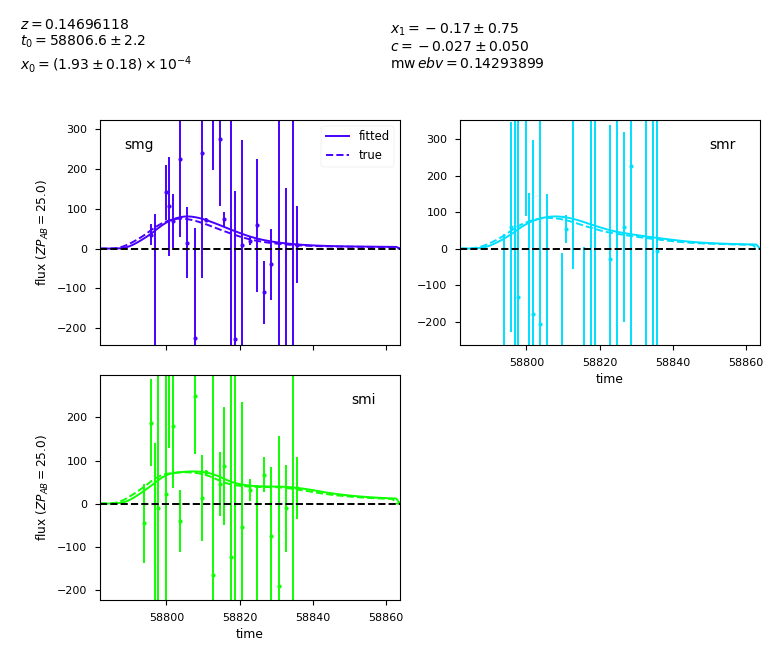 z = 0.14696118
t₀ = 58806.6 ± 2.2
x₀ = (1.93 ± 0.18) × 10⁻⁴
x₁ = −0.17 ± 0.75
c = −0.027 ± 0.050
mw ebv = 0.14293899
smg
fitted
true
300
200
100
0
−100
−200
flux (ZP_AB = 25.0)
smr
300
200
100
0
−100
−200
58800 58820 58840 58860
time
smi
200
100
0
−100
−200
flux (ZP_AB = 25.0)
58800 58820 58840 58860
time